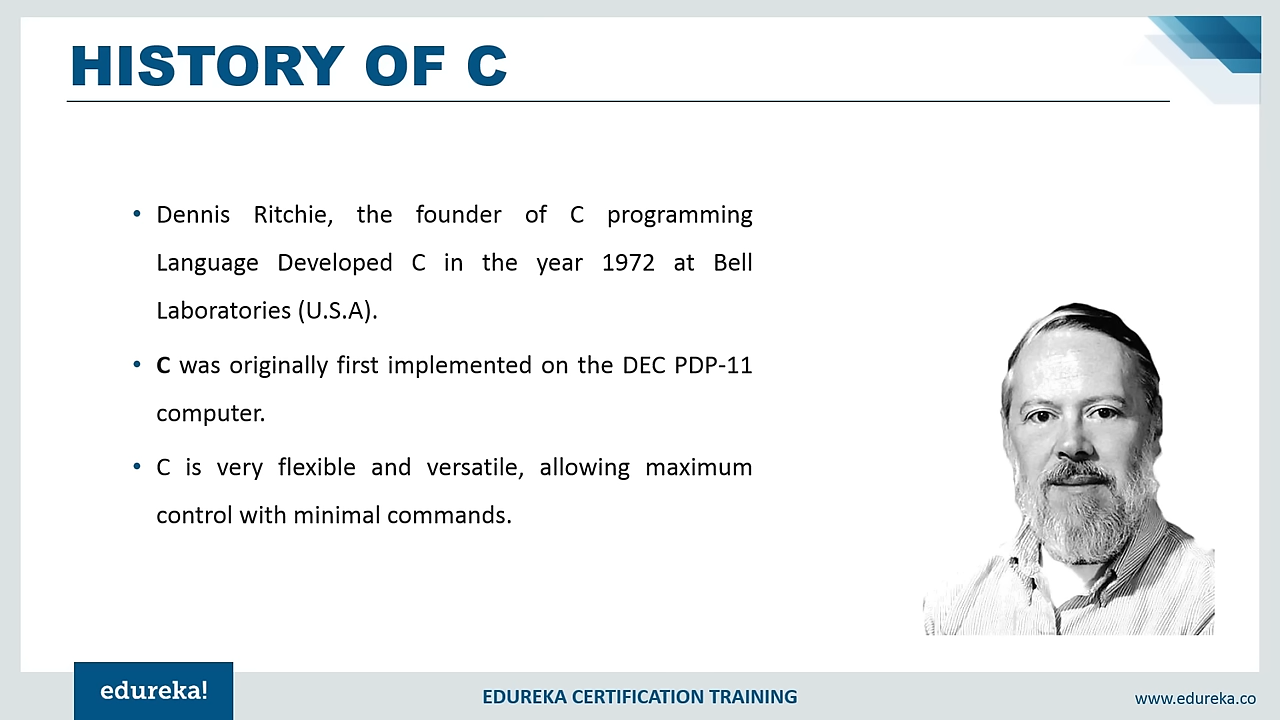 HISTORY OF C
• Dennis Ritchie, the founder of C programming
Language Developed C in the year 1972 at Bell
Laboratories (U.S.A).
• C was originally first implemented on the DEC PDP-11
computer.
• C is very flexible and versatile, allowing maximum
control with minimal commands.
edureka!
EDUREKA CERTIFICATION TRAINING
www.edureka.co